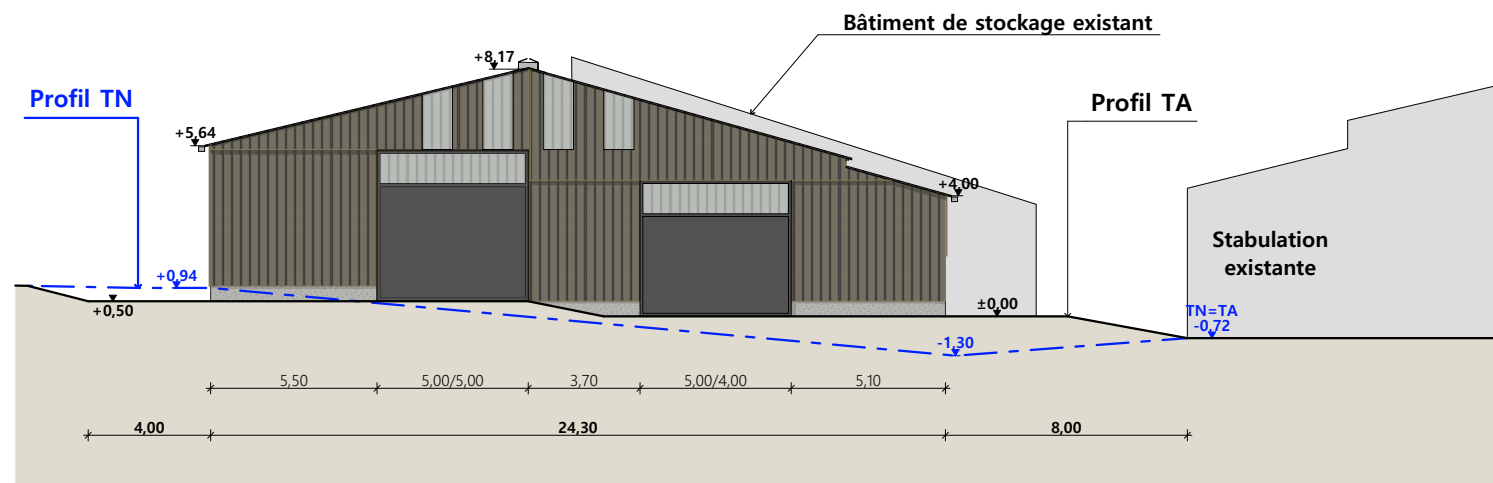 Bâtiment de stockage existant
+8,17
Profil TN
Profil TA
+5,64
+4,00
Stabulation
existante
+0,94
+0,50
±0,00
TN=TA
-0,72
-1,30
5,50
5,00/5,00
3,70
5,00/4,00
5,10
4,00
24,30
8,00